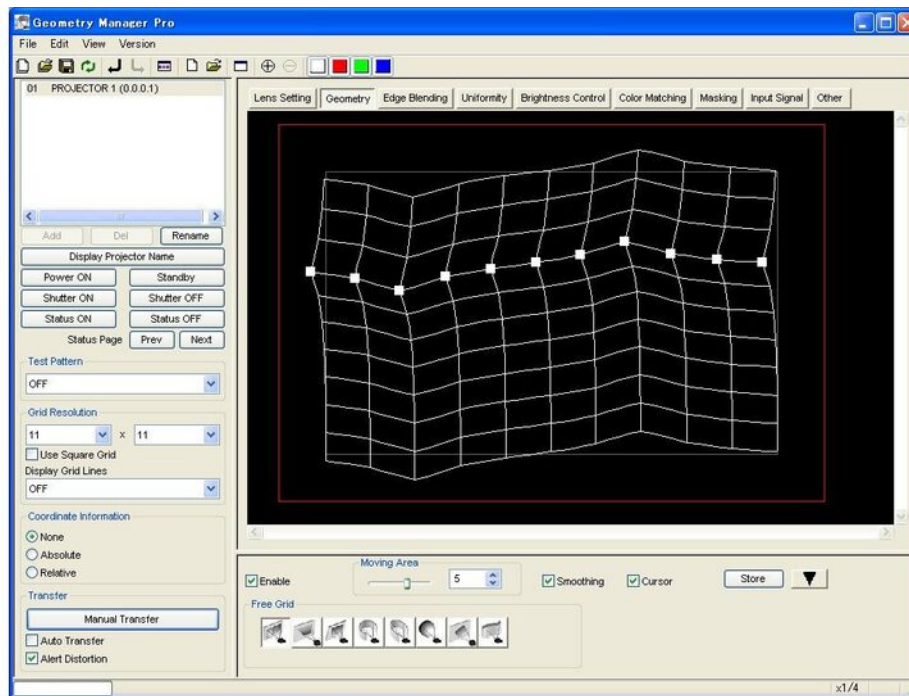 Geometry Manager Pro
File Edit View Version
01 PROJECTOR 1 (0.0.0.1)
Add Del Rename
Display Projector Name
Power ON Standby
Shutter ON Shutter OFF
Status ON Status OFF
Status Page Prev Next
Test Pattern
OFF
Grid Resolution
11 x 11
Use Square Grid
Display Grid Lines
OFF
Coordinate Information
None
Absolute
Relative
Transfer
Manual Transfer
Auto Transfer
Alert Distortion
Lens Setting Geometry Edge Blending Uniformity Brightness Control Color Matching Masking Input Signal Other
Moving Area
Enable 5 Smoothing Cursor Store
Free Grid
x1/4